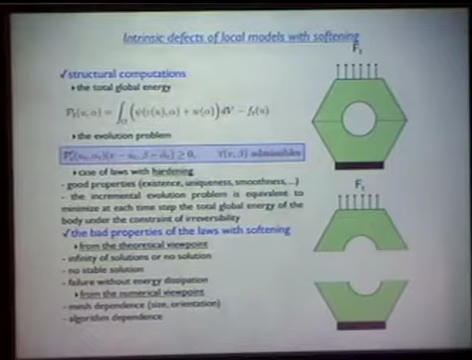 Intrinsic defects of local models with softening
✓structural computations
‣ the total global energy
‣ the evolution problem
‣ case of laws with hardening
- good properties (existence, uniqueness, smoothness, ...)
- the incremental evolution problem is equivalent to
minimize at each time step the total global energy of the
body under the constraint of irreversibility
✓the bad properties of the laws with softening
‣ from the theoretical viewpoint
- infinity of solutions or no solution
- no stable solution
- failure without energy dissipation
‣ from the numerical viewpoint
- mesh dependence (size, orientation)
- algorithm dependence